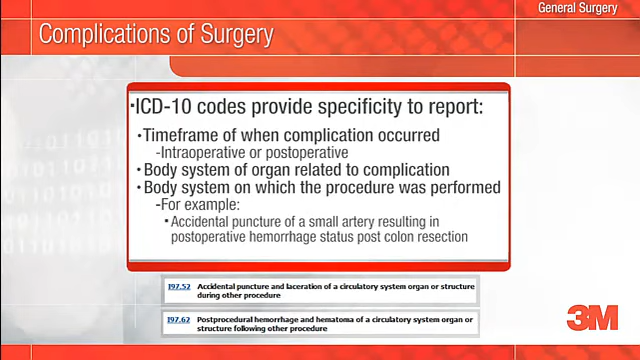 General Surgery
Complications of Surgery
•ICD-10 codes provide specificity to report:
•Timeframe of when complication occurred
-Intraoperative or postoperative
•Body system of organ related to complication
•Body system on which the procedure was performed
-For example:
•Accidental puncture of a small artery resulting in
postoperative hemorrhage status post colon resection
I97.52 Accidental puncture and laceration of a circulatory system organ or structure
during other procedure
I97.62 Postprocedural hemorrhage and hematoma of a circulatory system organ or
structure following other procedure
3M